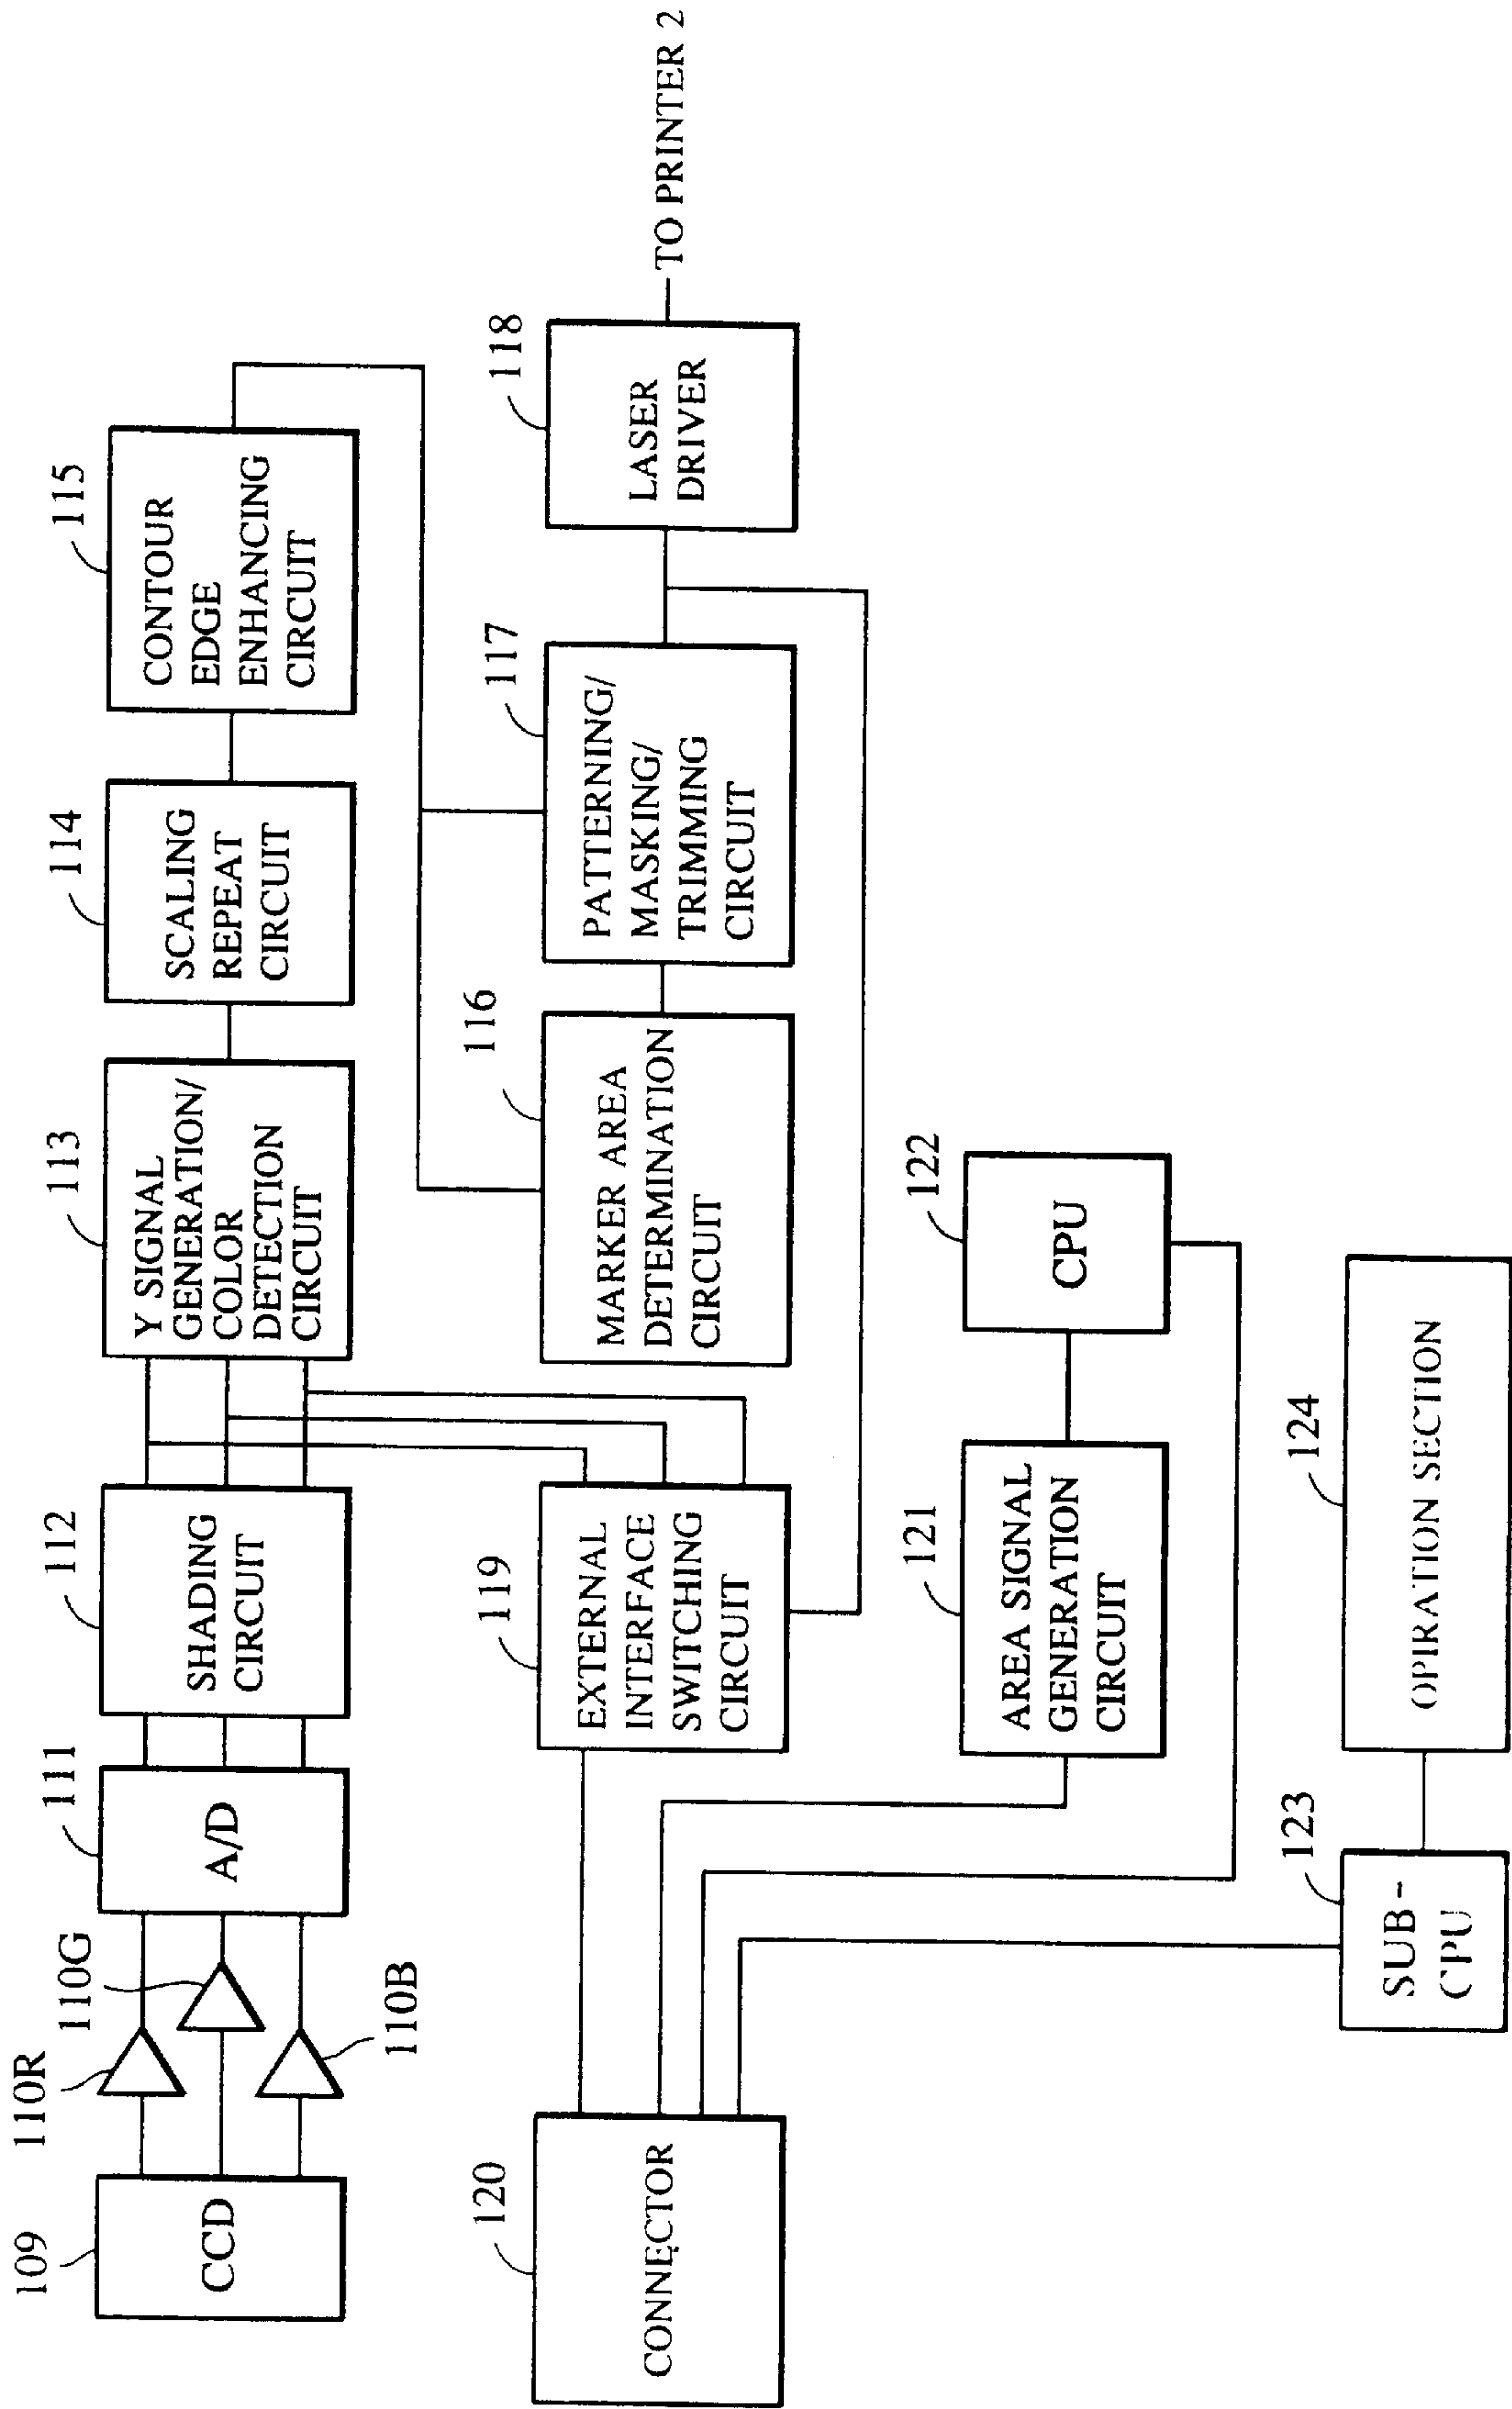 109
CCD
110R
110G
110B
111
A/D
112
SHADING
CIRCUIT
113
Y SIGNAL
GENERATION/
COLOR
DETECTION
CIRCUIT
114
SCALING
REPEAT
CIRCUIT
115
CONTOUR
EDGE
ENHANCING
CIRCUIT
116
MARKER AREA
DETERMINATION
CIRCUIT
117
PATTERNING/
MASKING/
TRIMMING
CIRCUIT
118
LASER
DRIVER
TO PRINTER 2
119
EXTERNAL
INTERFACE
SWITCHING
CIRCUIT
120
CONNECTOR
121
AREA SIGNAL
GENERATION
CIRCUIT
122
CPU
123
SUB-
CPU
124
OPIRATION SECTION